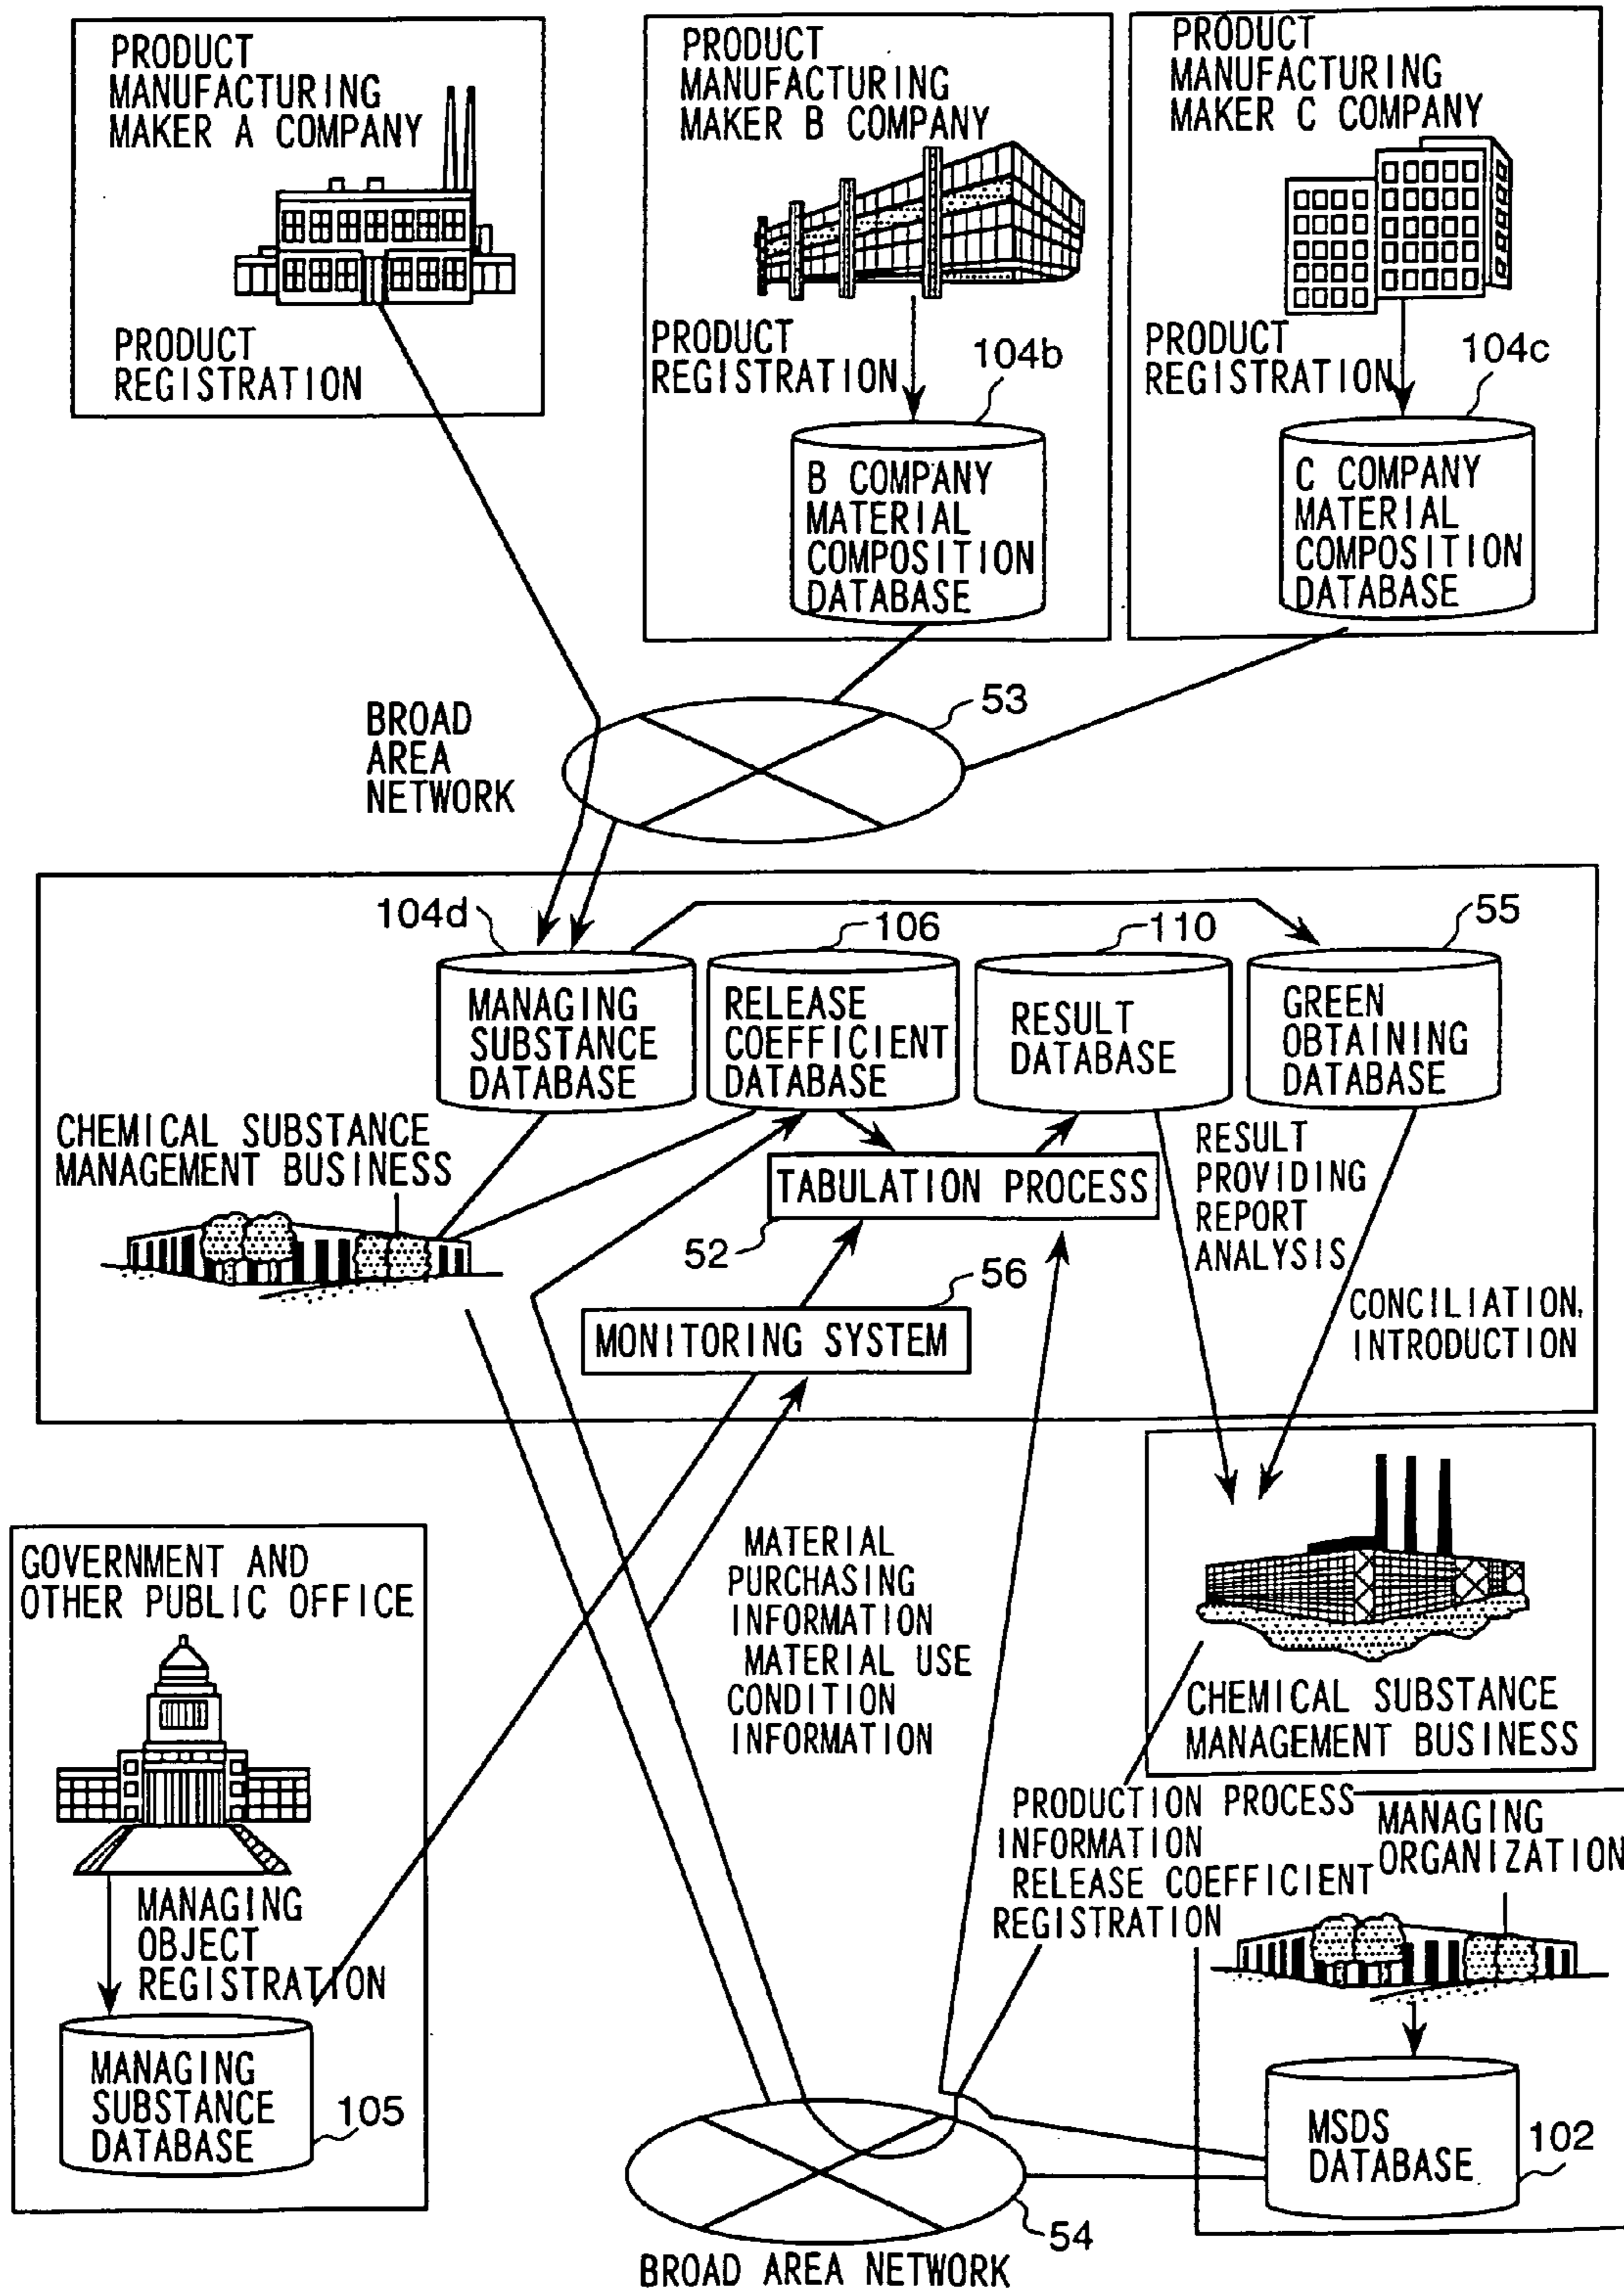 PRODUCT
MANUFACTURING
MAKER A COMPANY
PRODUCT
REGISTRATION
PRODUCT
MANUFACTURING
MAKER B COMPANY
PRODUCT
REGISTRATION
104b
B COMPANY
MATERIAL
COMPOSITION
DATABASE
PRODUCT
MANUFACTURING
MAKER C COMPANY
PRODUCT
REGISTRATION
104c
C COMPANY
MATERIAL
COMPOSITION
DATABASE
BROAD
AREA
NETWORK
53
104d
MANAGING
SUBSTANCE
DATABASE
106
RELEASE
COEFFICIENT
DATABASE
110
RESULT
DATABASE
55
GREEN
OBTAINING
DATABASE
CHEMICAL SUBSTANCE
MANAGEMENT BUSINESS
TABULATION PROCESS
52
56
MONITORING SYSTEM
RESULT
PROVIDING
REPORT
ANALYSIS
CONCILIATION,
INTRODUCTION
GOVERNMENT AND
OTHER PUBLIC OFFICE
MANAGING
OBJECT
REGISTRATION
MANAGING
SUBSTANCE
DATABASE
105
MATERIAL
PURCHASING
INFORMATION
MATERIAL USE
CONDITION
INFORMATION
CHEMICAL SUBSTANCE
MANAGEMENT BUSINESS
PRODUCTION PROCESS
INFORMATION
RELEASE COEFFICIENT
REGISTRATION
MANAGING
ORGANIZATION
MSDS
DATABASE
102
54
BROAD AREA NETWORK